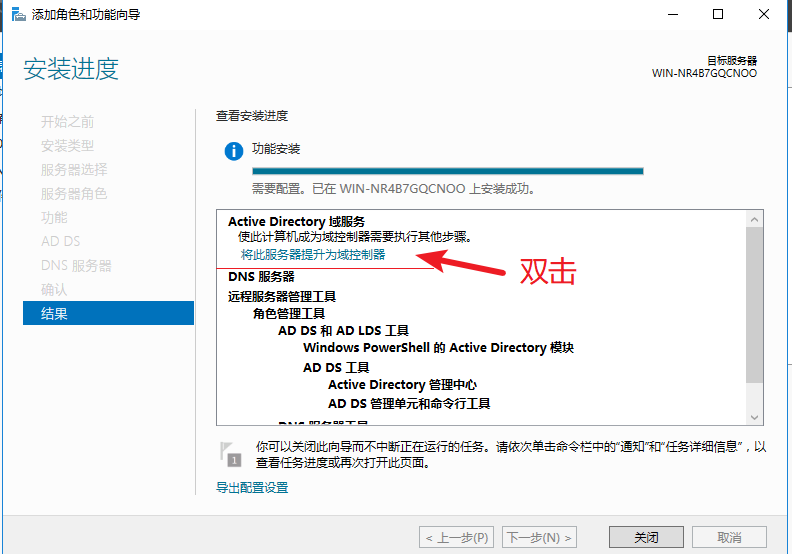 添加角色和功能向导
安装进度
目标服务器
WIN-NR4B7GQCNOO
开始之前
安装类型
服务器选择
服务器角色
功能
AD DS
DNS 服务器
确认
结果
查看安装进度
功能安装
需要配置。已在 WIN-NR4B7GQCNOO 上安装成功。
Active Directory 域服务
使此计算机成为域控制器需要执行其他步骤。
将此服务器提升为域控制器
双击
DNS 服务器
远程服务器管理工具
角色管理工具
AD DS 和 AD LDS 工具
Windows PowerShell 的 Active Directory 模块
AD DS 工具
Active Directory 管理中心
AD DS 管理单元和命令行工具
DNS 服务器工具
1
你可以关闭此向导而不中断正在运行的任务。请依次单击命令栏中的“通知”和“任务详细信息”，以
查看任务进度或再次打开此页面。
导出配置设置
< 上一步(P)
下一步(N) >
关闭
取消